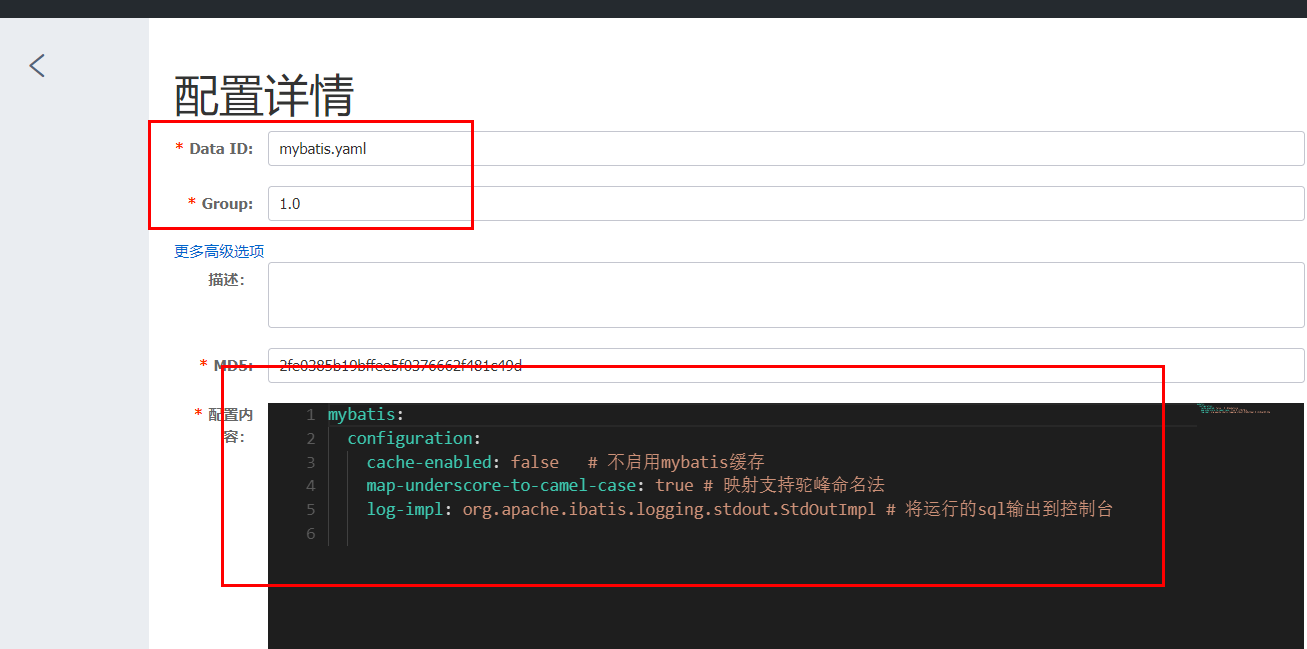 配置详情
* Data ID: mybatis.yaml
* Group: 1.0
更多高级选项
描述:
* MD5: 2fe0385b19bffee5f0376662f481c49d
* 配置内容:
1 mybatis:
2 configuration:
3 cache-enabled: false # 不启用mybatis缓存
4 map-underscore-to-camel-case: true # 映射支持驼峰命名法
5 log-impl: org.apache.ibatis.logging.stdout.StdOutImpl # 将运行的sql输出到控制台
6